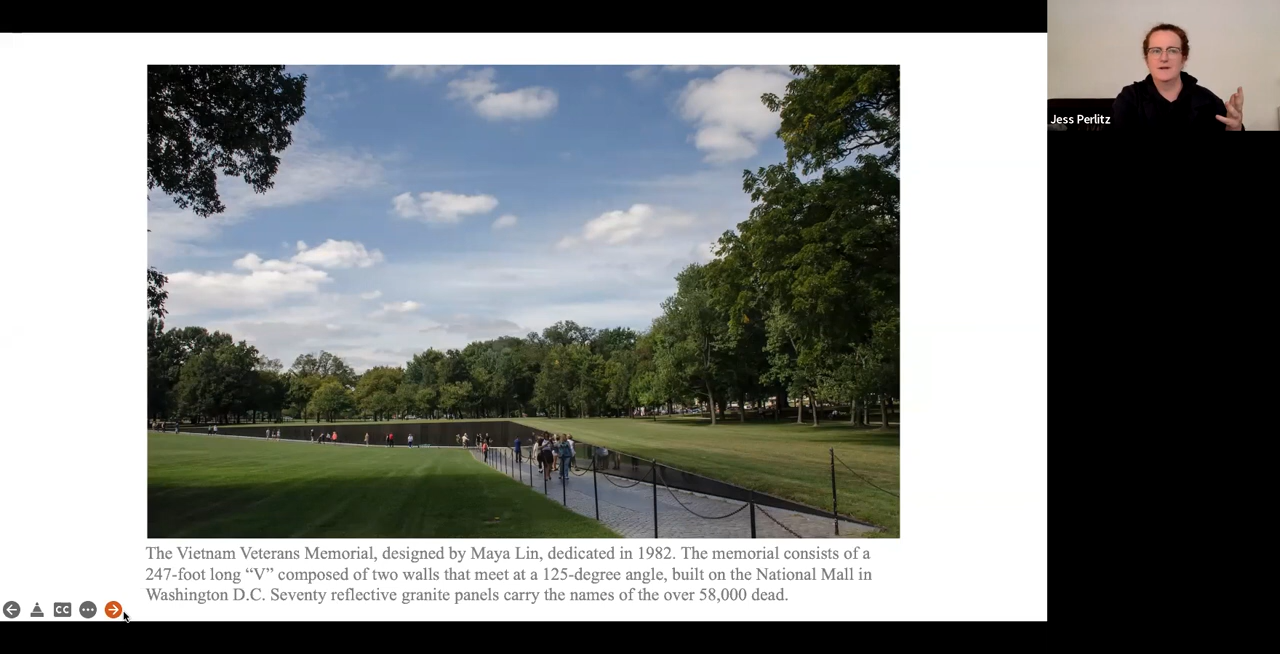 Jess Perlitz
The Vietnam Veterans Memorial, designed by Maya Lin, dedicated in 1982. The memorial consists of a
247-foot long “V” composed of two walls that meet at a 125-degree angle, built on the National Mall in
Washington D.C. Seventy reflective granite panels carry the names of the over 58,000 dead.
CC